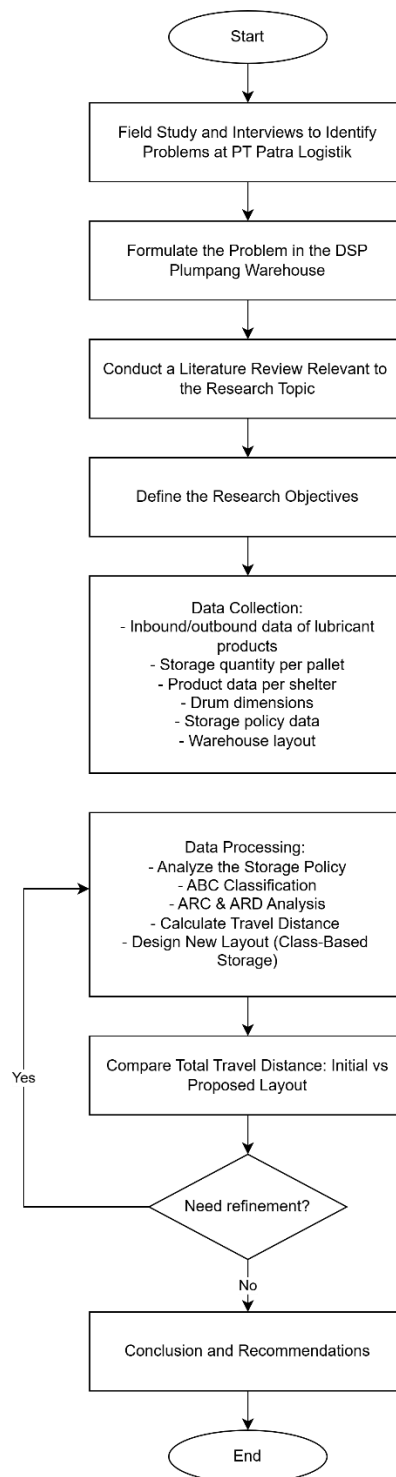 Start
Field Study and Interviews to Identify
Problems at PT Patra Logistik
Formulate the Problem in the DSP
Plumpang Warehouse
Conduct a Literature Review Relevant to
the Research Topic
Define the Research Objectives
Data Collection:
- Inbound/outbound data of lubricant
products
- Storage quantity per pallet
- Product data per shelter
- Drum dimensions
- Storage policy data
- Warehouse layout
Data Processing:
- Analyze the Storage Policy
- ABC Classification
- ARC & ARD Analysis
- Calculate Travel Distance
- Design New Layout (Class-Based
Storage)
Compare Total Travel Distance: Initial vs
Proposed Layout
Yes
Need refinement?
No
Conclusion and Recommendations
End